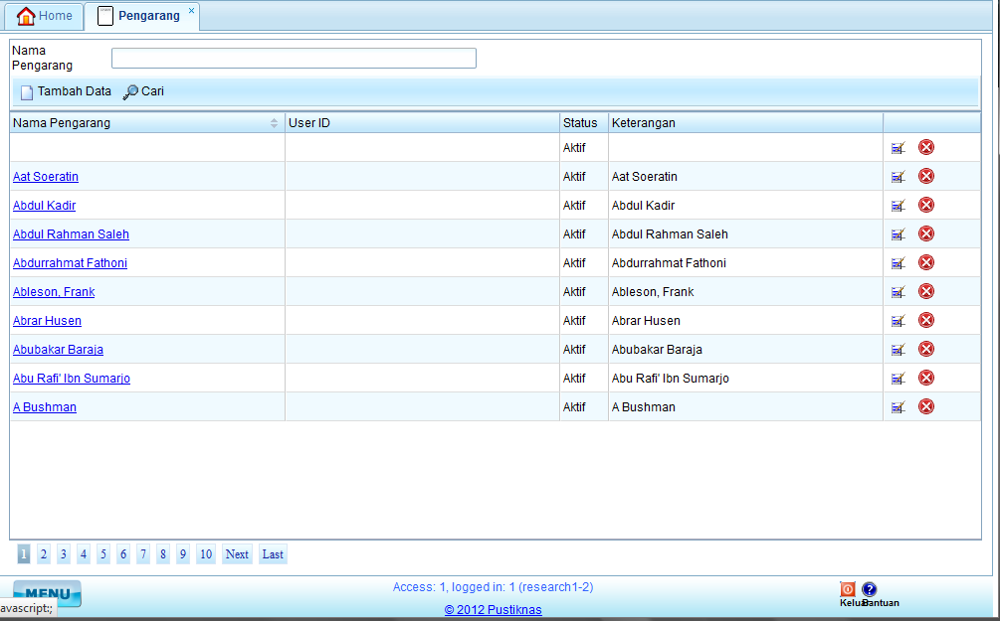 Home Pengarang
Nama
Pengarang
Tambah Data Cari
Nama Pengarang User ID Status Keterangan
Aktif
Aat Soeratin Aktif Aat Soeratin
Abdul Kadir Aktif Abdul Kadir
Abdul Rahman Saleh Aktif Abdul Rahman Saleh
Abdurrahmat Fathoni Aktif Abdurrahmat Fathoni
Ableson, Frank Aktif Ableson, Frank
Abrar Husen Aktif Abrar Husen
Abubakar Baraja Aktif Abubakar Baraja
Abu Rafi' Ibn Sumarjo Aktif Abu Rafi' Ibn Sumarjo
A Bushman Aktif A Bushman
1 2 3 4 5 6 7 8 9 10 Next Last
MENU Access: 1, logged in: 1 (research1-2)
avascript:; © 2012 Pustiknas Kelua Bantuan